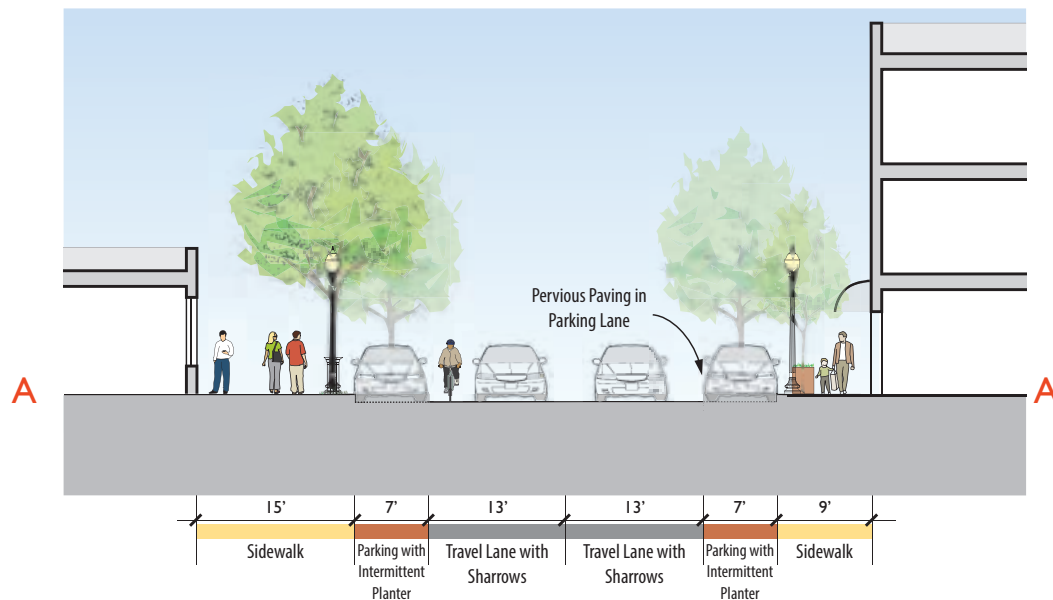 Pervious Paving in
Parking Lane
A
A
15’ 7’ 13’ 13’ 7’ 9’
Sidewalk
Parking with
Intermittent
Planter
Travel Lane with
Sharrows
Travel Lane with
Sharrows
Parking with
Intermittent
Planter
Sidewalk